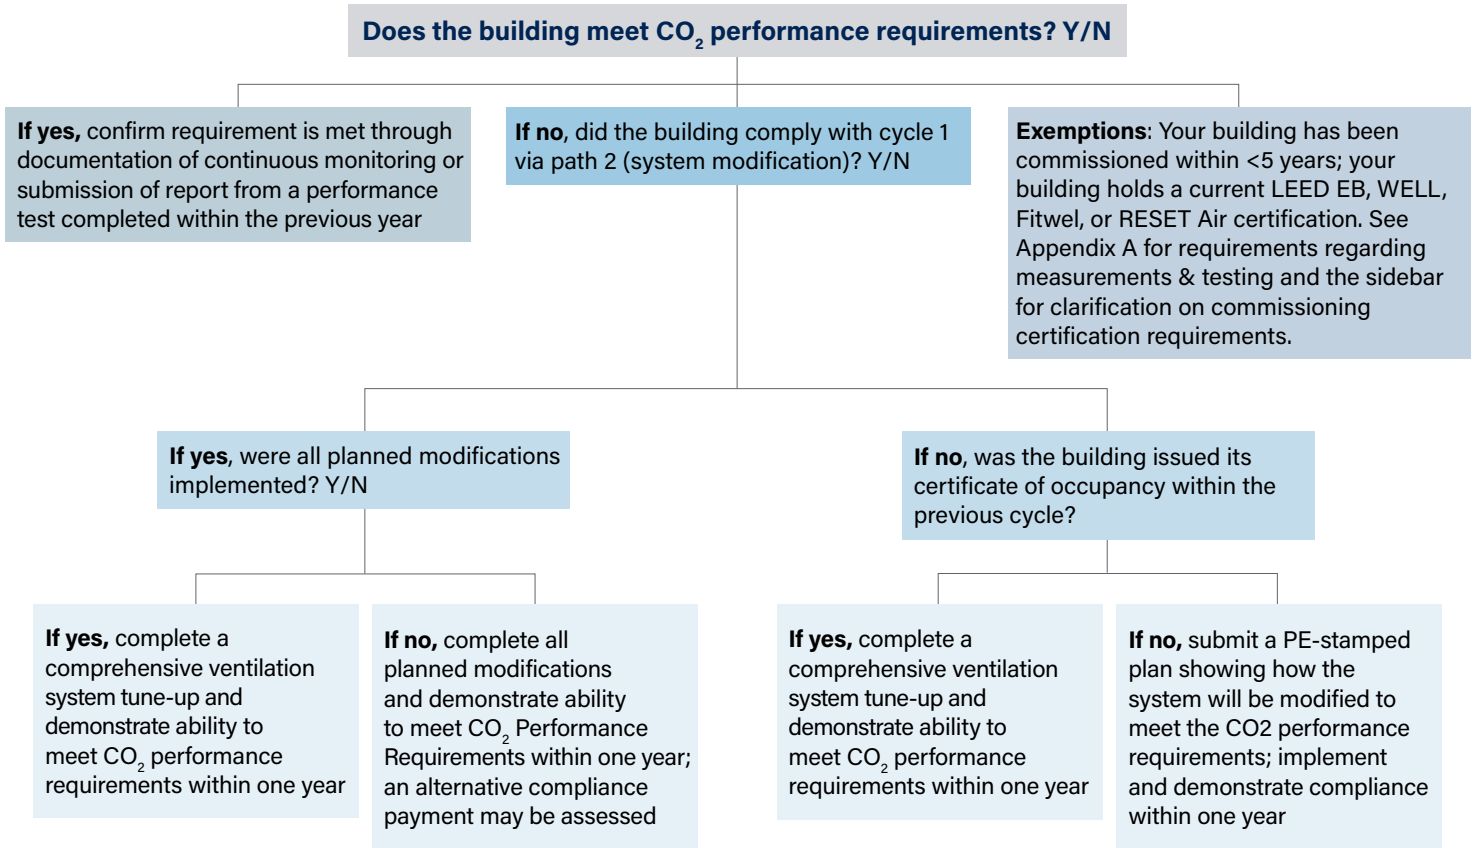 Does the building meet CO₂ performance requirements? Y/N
If yes, confirm requirement is met through
documentation of continuous monitoring or
submission of report from a performance
test completed within the previous year
If no, did the building comply with cycle 1
via path 2 (system modification)? Y/N
Exemptions: Your building has been
commissioned within <5 years; your
building holds a current LEED EB, WELL,
Fitwel, or RESET Air certification. See
Appendix A for requirements regarding
measurements & testing and the sidebar
for clarification on commissioning
certification requirements.
If yes, were all planned modifications
implemented? Y/N
If no, was the building issued its
certificate of occupancy within the
previous cycle?
If yes, complete a
comprehensive ventilation
system tune-up and
demonstrate ability to
meet CO₂ performance
requirements within one year
If no, complete all
planned modifications
and demonstrate ability
to meet CO₂ Performance
Requirements within one year;
an alternative compliance
payment may be assessed
If yes, complete a
comprehensive ventilation
system tune-up and
demonstrate ability to
meet CO₂ performance
requirements within one year
If no, submit a PE-stamped
plan showing how the
system will be modified to
meet the CO2 performance
requirements; implement
and demonstrate compliance
within one year